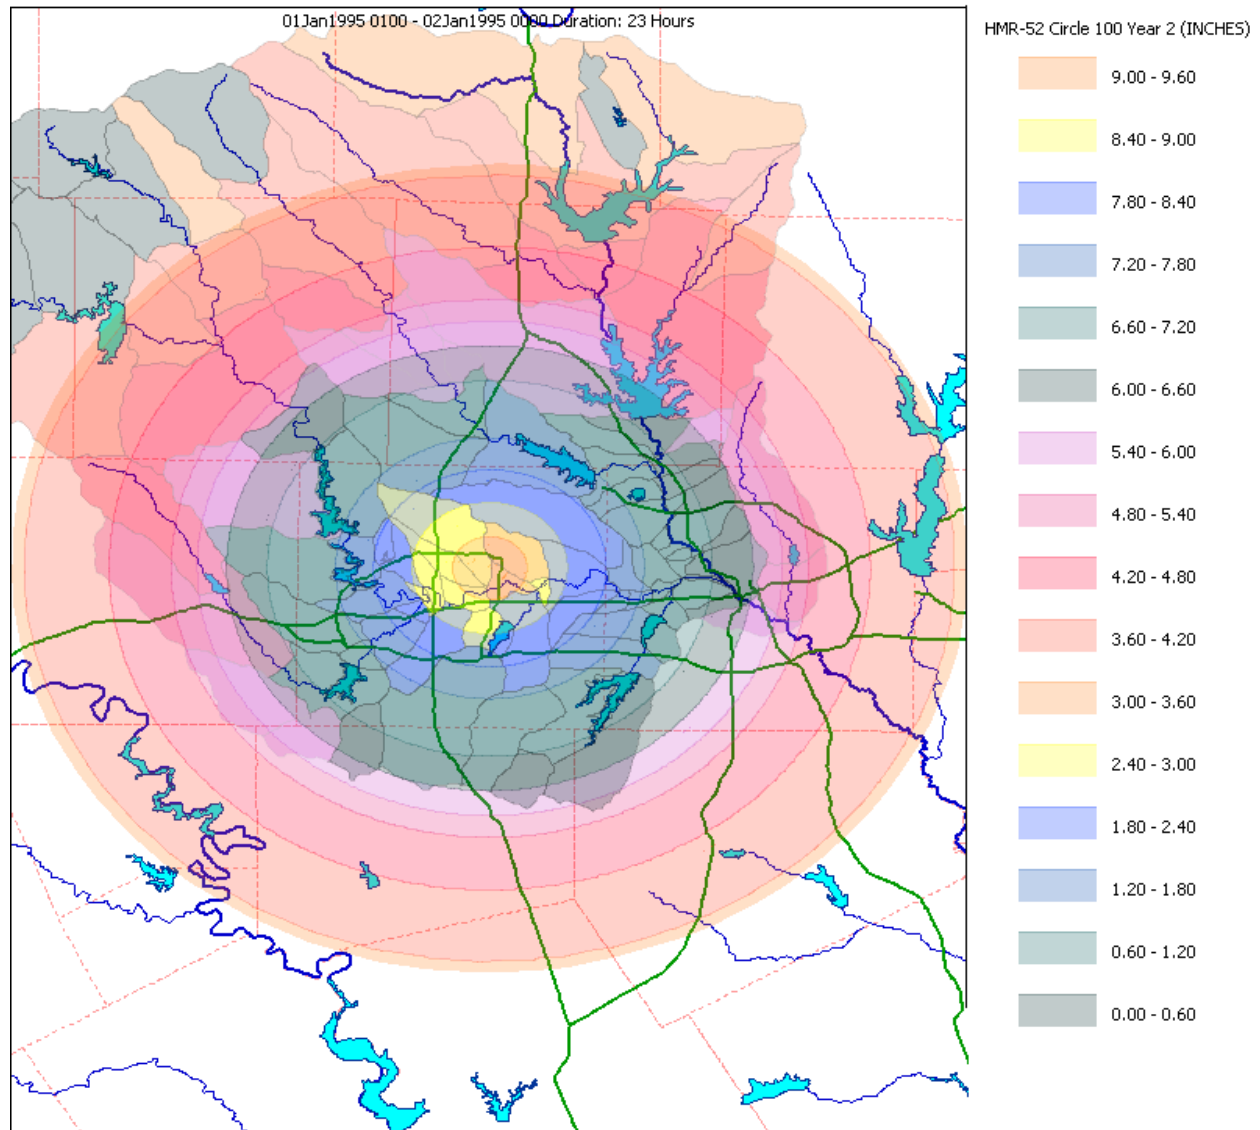 01Jan1995 0100 - 02Jan1995 0000 Duration: 23 Hours
HMR-52 Circle 100 Year 2 (INCHES)
9.00 - 9.60
8.40 - 9.00
7.80 - 8.40
7.20 - 7.80
6.60 - 7.20
6.00 - 6.60
5.40 - 6.00
4.80 - 5.40
4.20 - 4.80
3.60 - 4.20
3.00 - 3.60
2.40 - 3.00
1.80 - 2.40
1.20 - 1.80
0.60 - 1.20
0.00 - 0.60